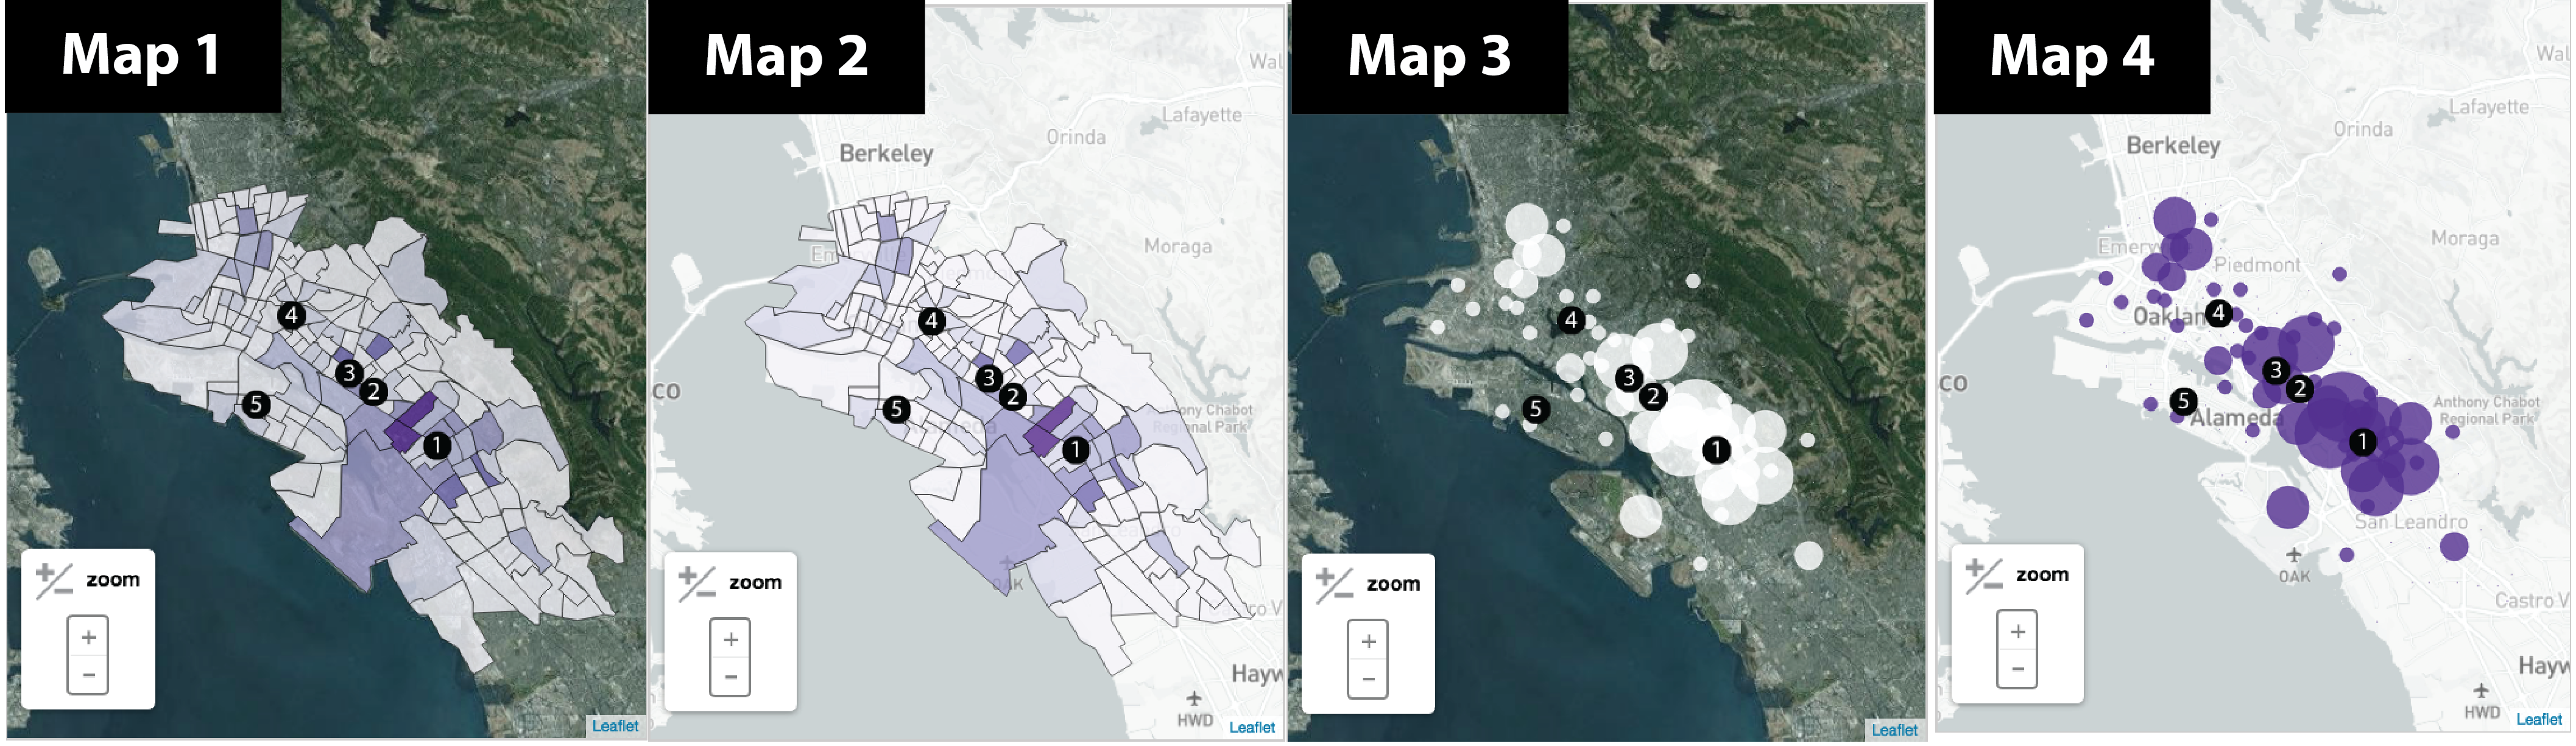 Map 1
4
3
2
5
1
+/− zoom
+
−
Leaflet
Map 2
Wal
Lafayette
Orinda
Berkeley
Moraga
Em
4
3
2
5
CO
ony Chabot
Regional Park
Alameda
1
OAK
ro V
+/− zoom
+
−
Hayw
HWD
Leaflet
Map 3
4
3
2
5
1
+/− zoom
+
−
Leaflet
Map 4
Wal
Lafayette
Orinda
Berkeley
Moraga
Emeryv
Piedmont
Oaklan
4
3
2
CO
5
Alameda
Anthony Chabot
Regional Park
1
San Leandro
OAK
Castro V
+/− zoom
+
−
Hayw
HWD
Leaflet